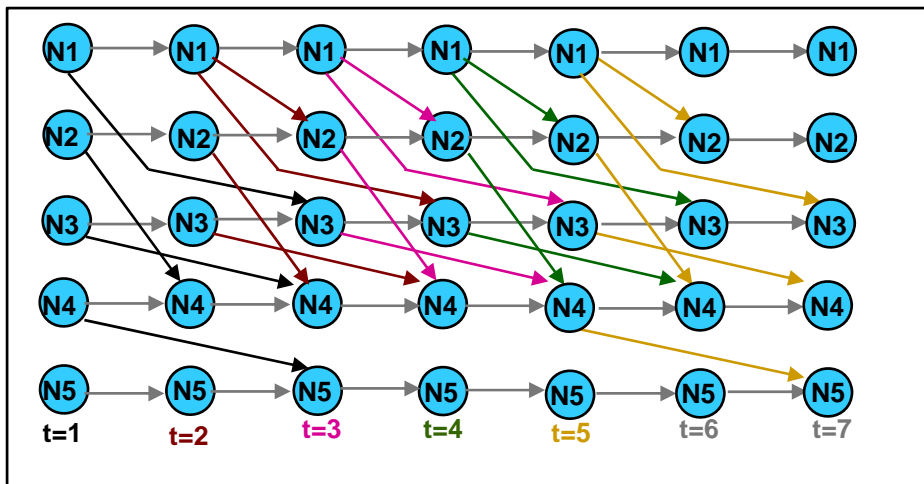 N1 N1 N1 N1 N1 N1 N1
N2 N2 N2 N2 N2 N2 N2
N3 N3 N3 N3 N3 N3 N3
N4 N4 N4 N4 N4 N4 N4
N5 N5 N5 N5 N5 N5 N5
t=1 t=2 t=3 t=4 t=5 t=6 t=7